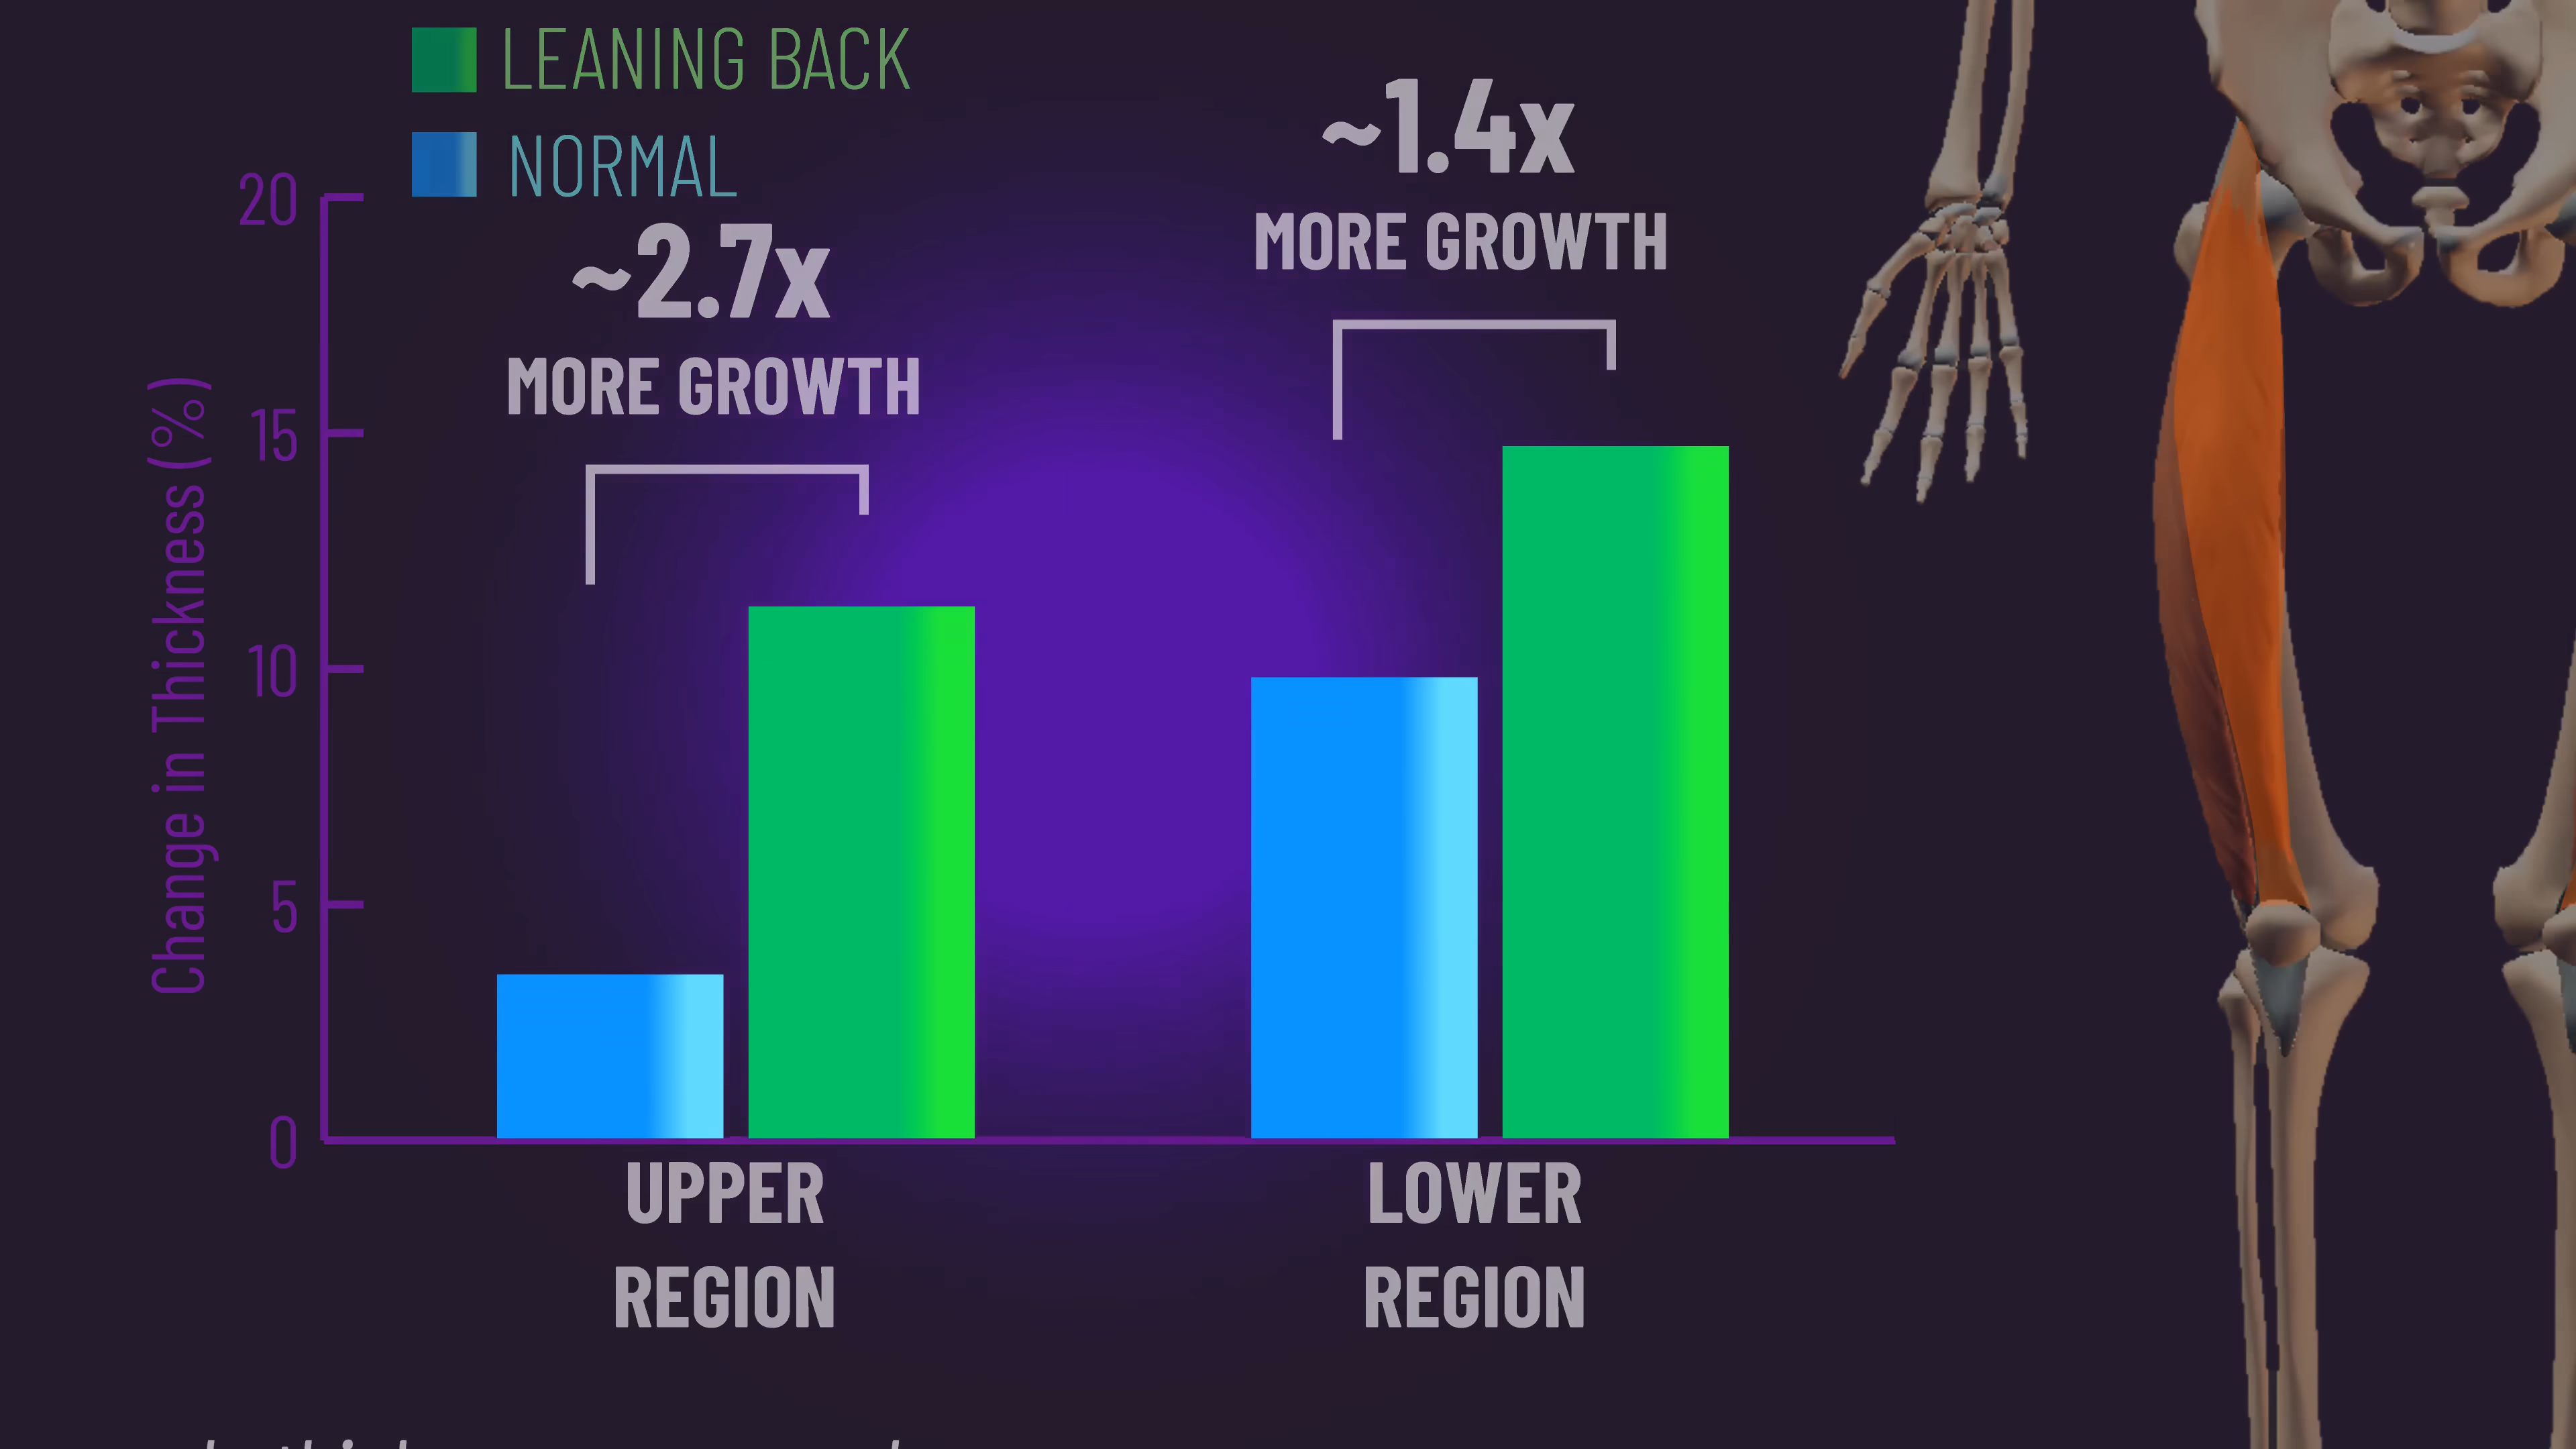 LEANING BACK
NORMAL
~2.7x
MORE GROWTH
~1.4x
MORE GROWTH
Change in Thickness (%)
20
15
10
5
0
UPPER
REGION
LOWER
REGION